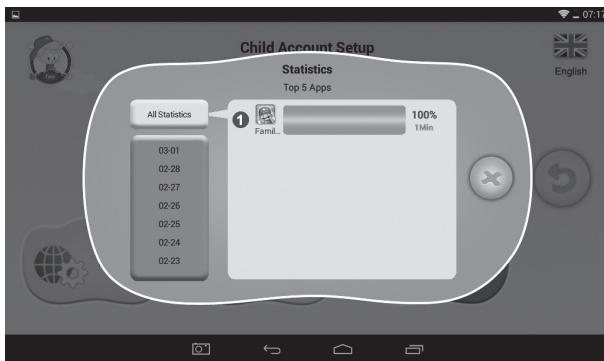 07:17
Child Account Setup
English
Statistics
Top 5 Apps
All Statistics
1
Famil...
100%
1Min
03-01
02-28
02-27
02-26
02-25
02-24
02-23